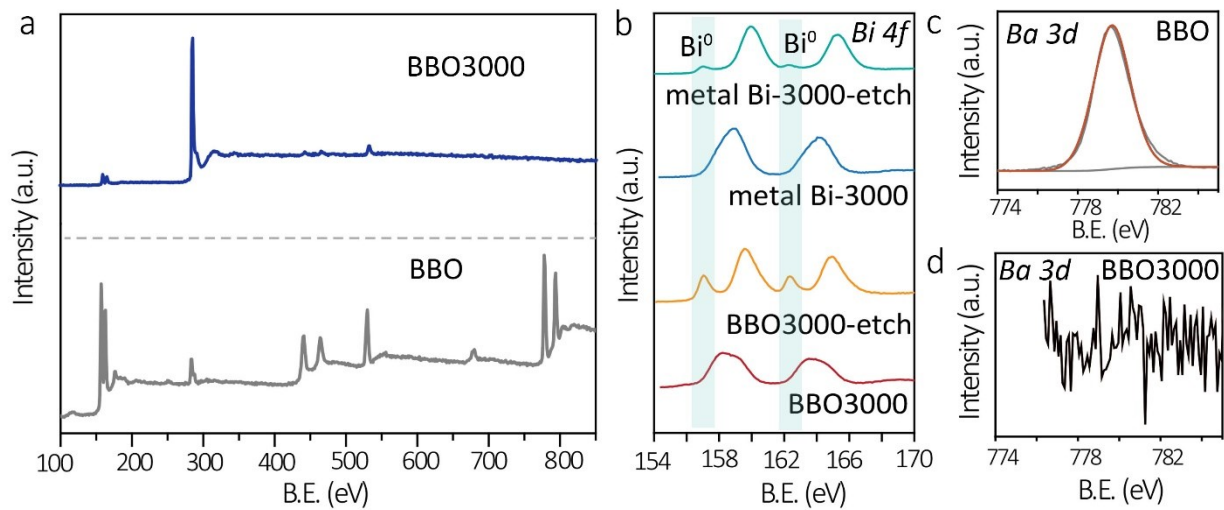 a
BBO3000
BBO
Intensity (a.u.)
100 200 300 400 500 600 700 800
B.E. (eV)
b
Bi 4f
Bi⁰ Bi⁰
metal Bi-3000-etch
metal Bi-3000
BBO3000-etch
BBO3000
Intensity (a.u.)
154 158 162 166 170
B.E. (eV)
c
Ba 3d BBO
Intensity (a.u.)
774 778 782
B.E. (eV)
d
Ba 3d BBO3000
Intensity (a.u.)
774 778 782
B.E. (eV)